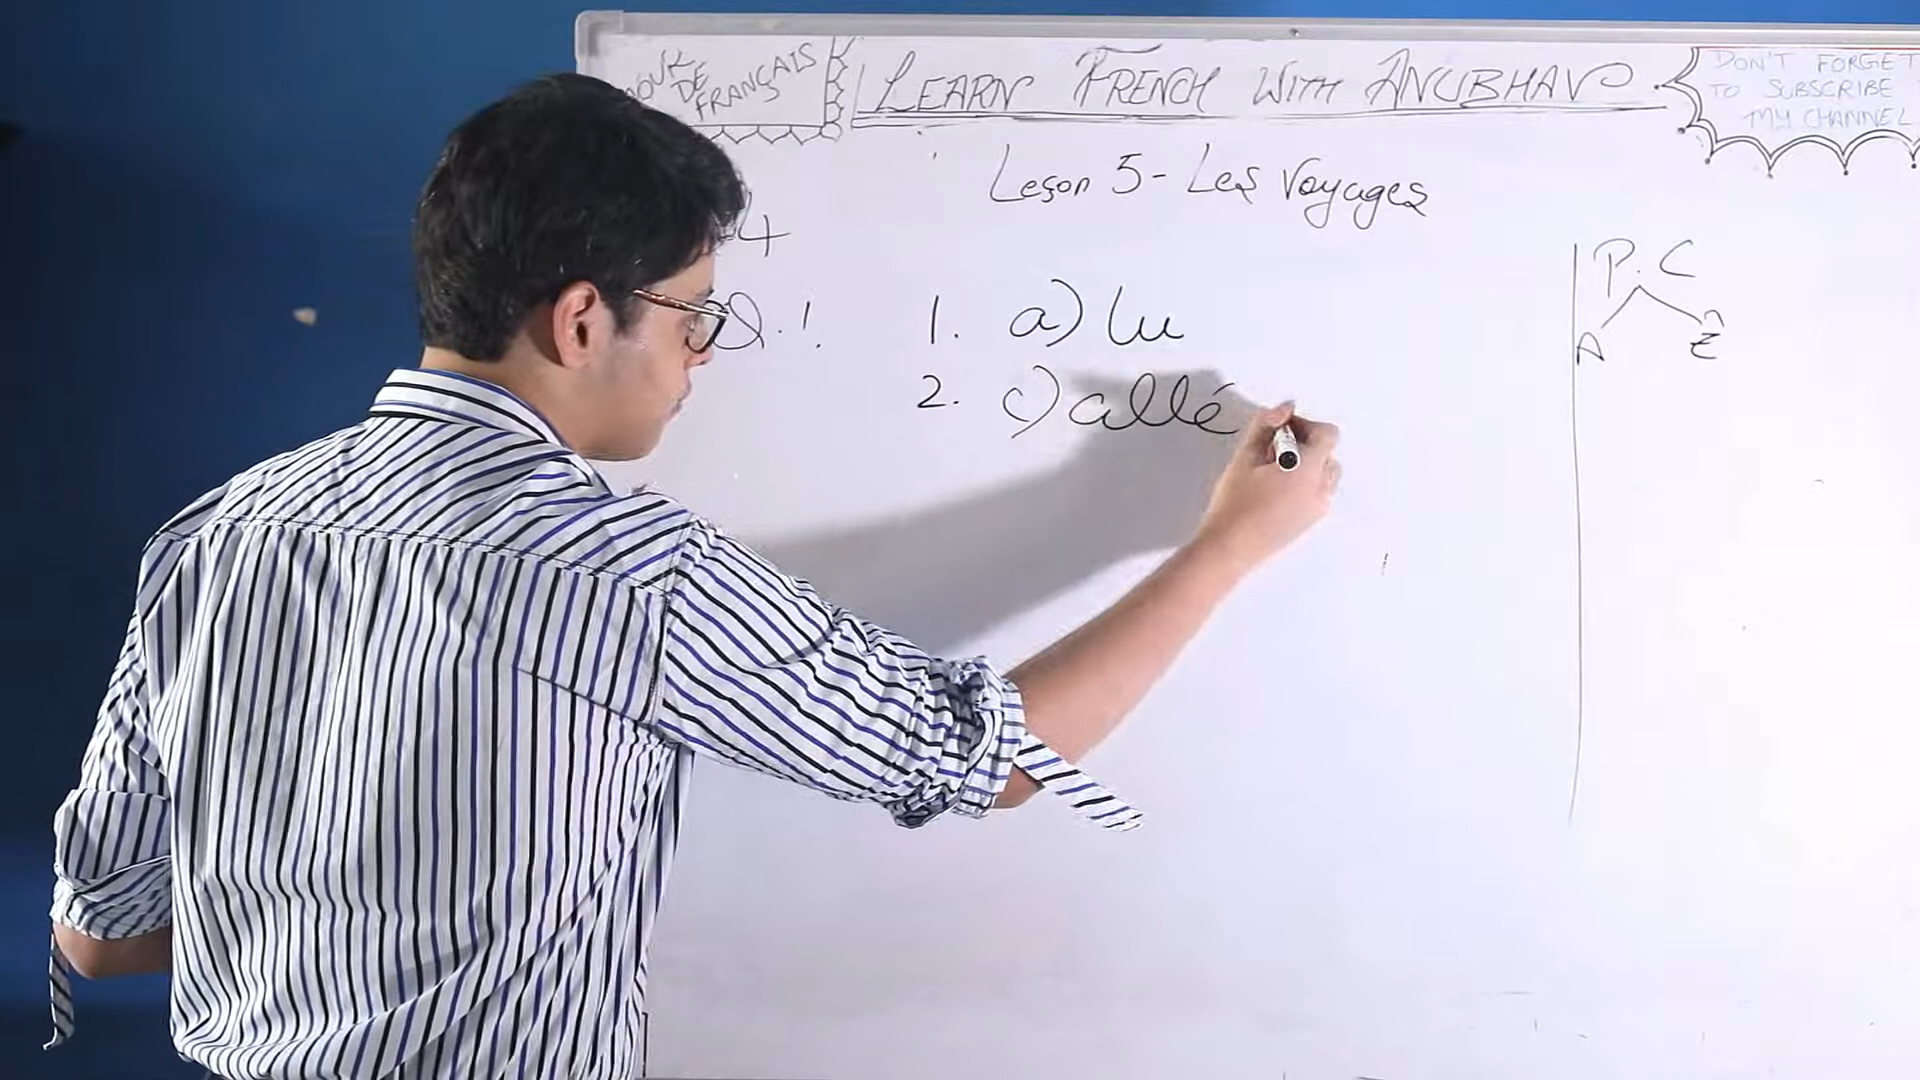 DE
FRANÇAIS
LEARN FRENCH WITH ANUBHAV
DON'T FORGET
TO SUBSCRIBE
MY CHANNEL
Leçon 5 - Les Voyages
4
Q.!
1. a) lu
2. c) allé
P.C
A Ê